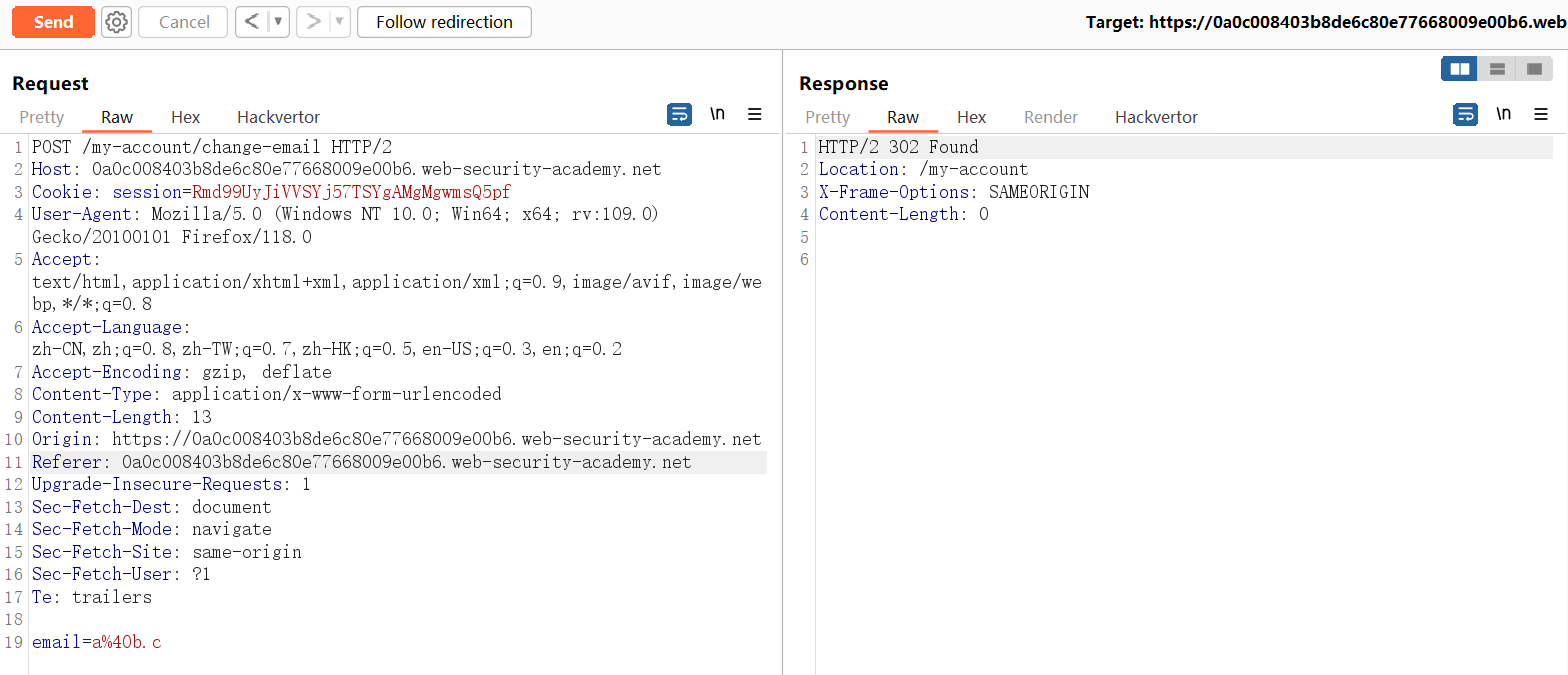 Send Cancel < ▼ > ▼ Follow redirection Target: https://0a0c008403b8de6c80e77668009e00b6.web
Request
Pretty Raw Hex Hackvertor \n
1 POST /my-account/change-email HTTP/2
2 Host: 0a0c008403b8de6c80e77668009e00b6.web-security-academy.net
3 Cookie: session=Rmd99UyJiVVSYj57TSYgAMgMgwmsQ5pf
4 User-Agent: Mozilla/5.0 (Windows NT 10.0; Win64; x64; rv:109.0)
Gecko/20100101 Firefox/118.0
5 Accept:
text/html,application/xhtml+xml,application/xml;q=0.9,image/avif,image/we
bp,*/*;q=0.8
6 Accept-Language:
zh-CN,zh;q=0.8,zh-TW;q=0.7,zh-HK;q=0.5,en-US;q=0.3,en;q=0.2
7 Accept-Encoding: gzip, deflate
8 Content-Type: application/x-www-form-urlencoded
9 Content-Length: 13
10 Origin: https://0a0c008403b8de6c80e77668009e00b6.web-security-academy.net
11 Referer: 0a0c008403b8de6c80e77668009e00b6.web-security-academy.net
12 Upgrade-Insecure-Requests: 1
13 Sec-Fetch-Dest: document
14 Sec-Fetch-Mode: navigate
15 Sec-Fetch-Site: same-origin
16 Sec-Fetch-User: ?1
17 Te: trailers
18
19 email=a%40b.c
Response
Pretty Raw Hex Render Hackvertor \n
1 HTTP/2 302 Found
2 Location: /my-account
3 X-Frame-Options: SAMEORIGIN
4 Content-Length: 0
5
6